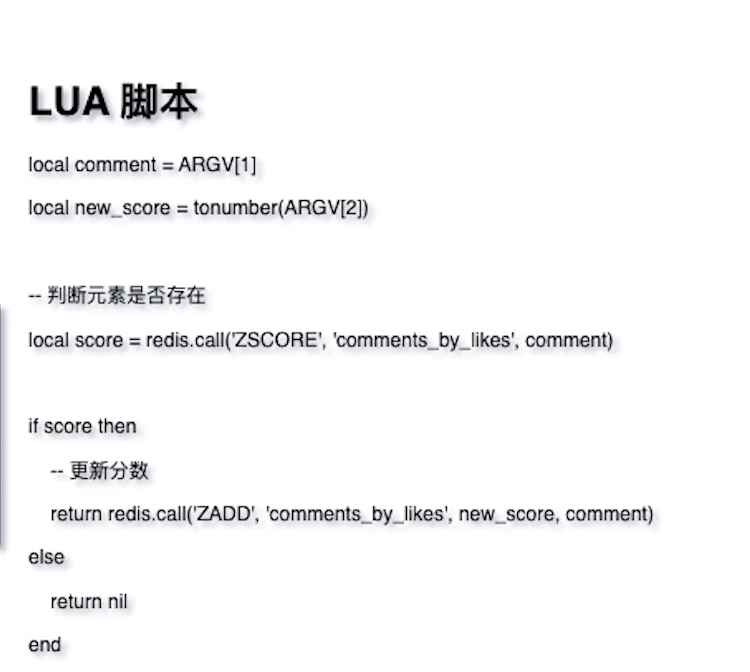 LUA 脚本
local comment = ARGV[1]
local new_score = tonumber(ARGV[2])
-- 判断元素是否存在
local score = redis.call('ZSCORE', 'comments_by_likes', comment)
if score then
-- 更新分数
return redis.call('ZADD', 'comments_by_likes', new_score, comment)
else
return nil
end